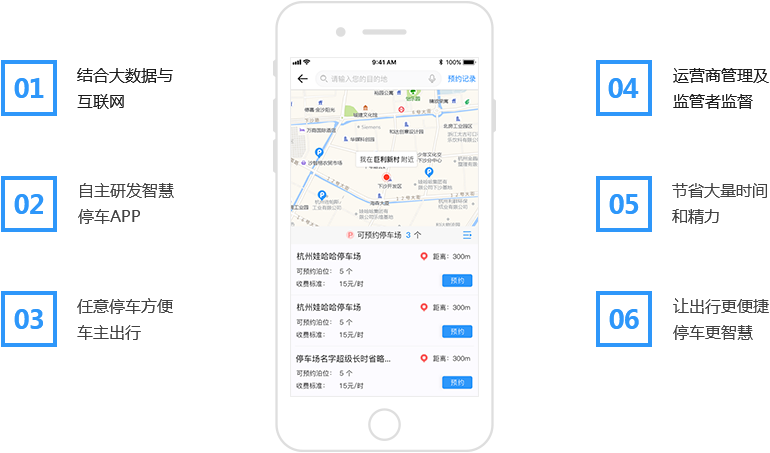 01
结合大数据与
互联网
02
自主研发智慧
停车APP
03
任意停车方便
车主出行
9:41 AM
100%
请输入您的目的地
预约记录
我在 巨利新村 附近
下沙开发区
可预约停车场 3 个
杭州娃哈哈停车场
距离: 300m
可预约泊位: 5 个
收费标准: 15元/时
预约
杭州娃哈哈停车场
距离: 300m
可预约泊位: 5 个
收费标准: 15元/时
预约
停车场名字超级长时省略...
距离: 300m
可预约泊位: 5 个
收费标准: 15元/时
预约
04
运营商管理及
监管者监督
05
节省大量时间
和精力
06
让出行更便捷
停车更智慧